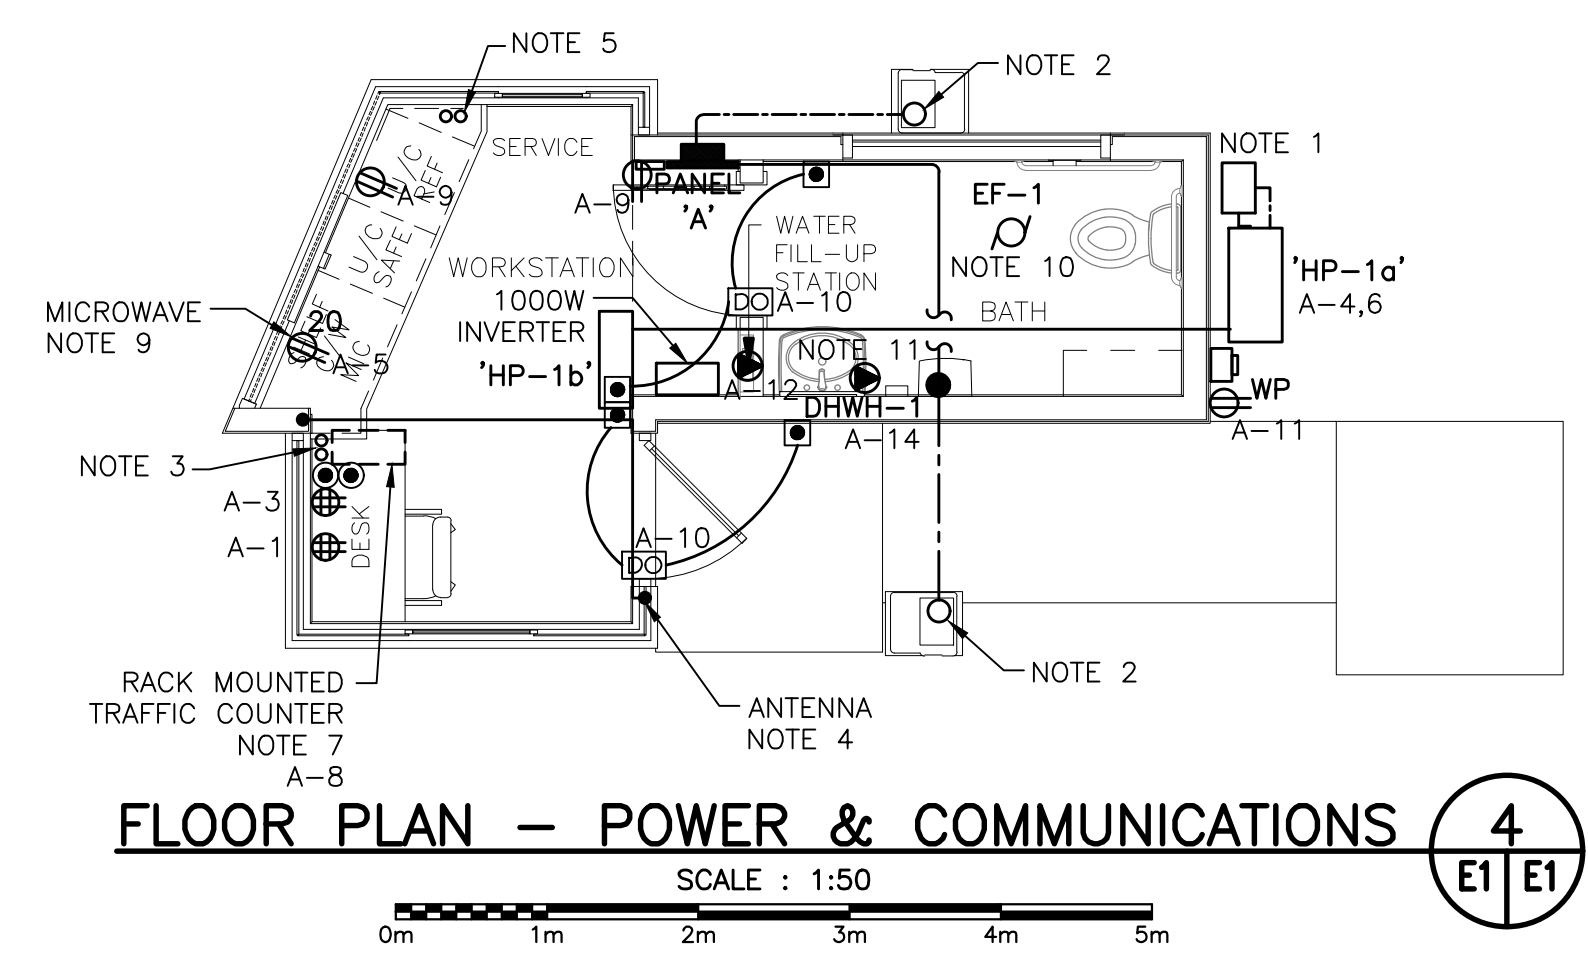 NOTE 5
NOTE 2
NOTE 1
SERVICE
U/C
REF
A-9
A-9
PANEL
'A'
EF-1
NOTE 10
WATER
FILL-UP
STATION
U/C
SAFE
WORKSTATION
1000W
INVERTER
DO
A-10
BATH
'HP-1a'
A-4,6
MICROWAVE
NOTE 9
20
C/W
MIC
A-5
'HP-1b'
NOTE 11
A-12
DHWH-1
A-14
WP
A-11
NOTE 3
A-3
A-1
DESK
A-10
DO
RACK MOUNTED
TRAFFIC COUNTER
NOTE 7
A-8
ANTENNA
NOTE 4
NOTE 2
FLOOR PLAN - POWER & COMMUNICATIONS
4
E1 E1
SCALE : 1:50
0m 1m 2m 3m 4m 5m